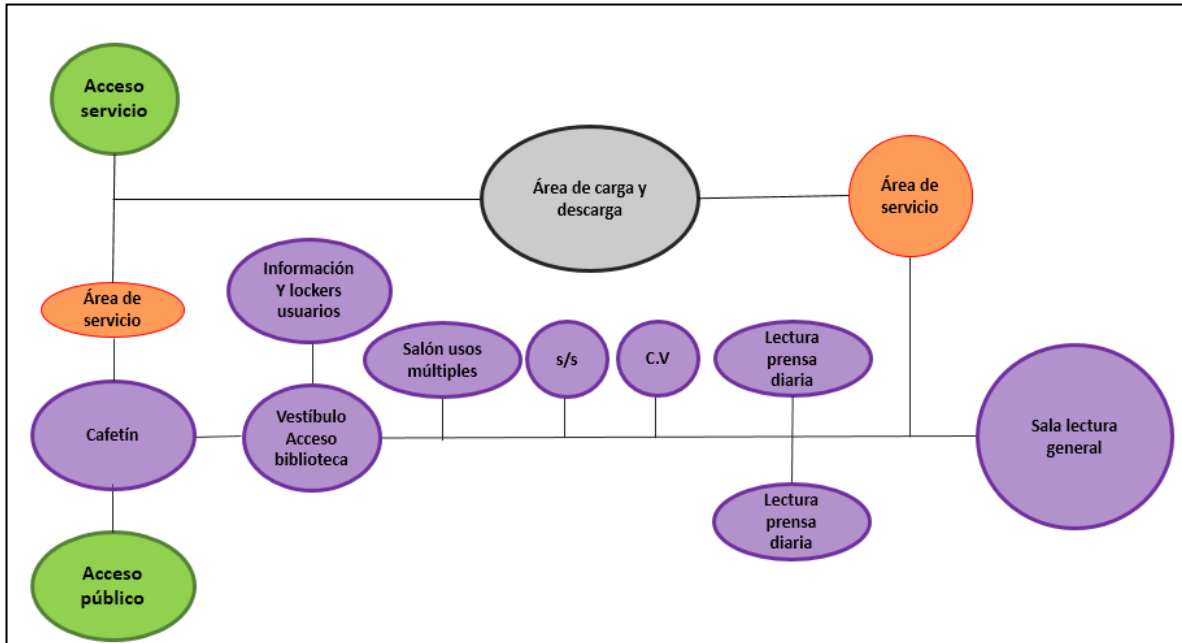 Acceso
servicio
Área de carga y
descarga
Área de
servicio
Información
Y lockers
usuarios
Área de
servicio
Salón usos
múltiples
s/s
C.V
Lectura
prensa
diaria
Cafetín
Vestíbulo
Acceso
biblioteca
Sala lectura
general
Lectura
prensa
diaria
Acceso
público